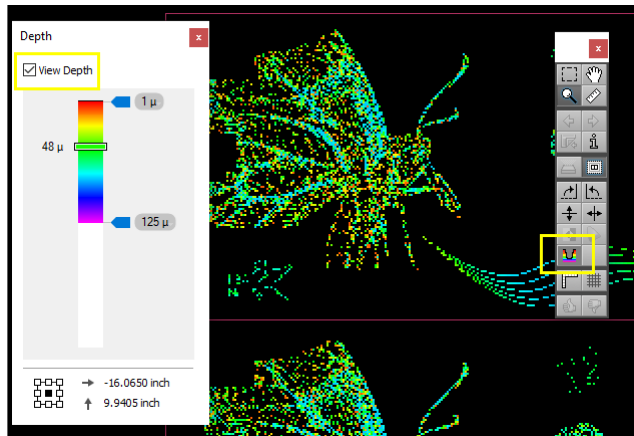 Depth
x
View Depth
1 µ
48 µ
125 µ
-16.0650 inch
9.9405 inch
x